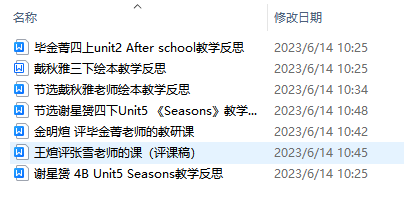 名称 修改日期
毕金菁四上unit2 After school教学反思 2023/6/14 10:25
戴秋雅三下绘本教学反思 2023/6/14 10:25
节选戴秋雅老师绘本教学反思 2023/6/14 10:34
节选谢星赟四下Unit5 《Seasons》教学... 2023/6/14 10:48
金明煊 评毕金菁老师的教研课 2023/6/14 10:42
王煊评张雪老师的课（评课稿） 2023/6/14 10:45
谢星赟 4B Unit5 Seasons教学反思 2023/6/14 10:25